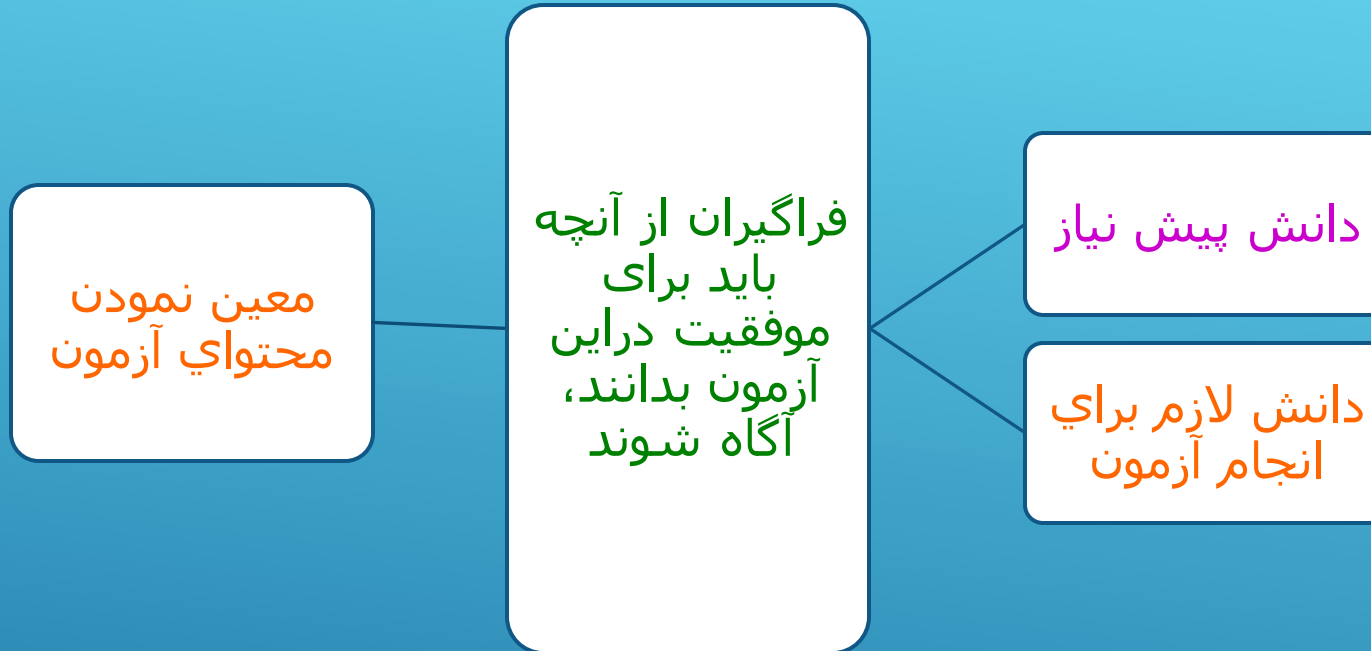 معين نمودن
محتواي آزمون
فراگیران از آنچه
باید برای
موفقیت دراین
آزمون بدانند،
آگاه شوند
دانش پيش نياز
دانش لازم براي
انجام آزمون